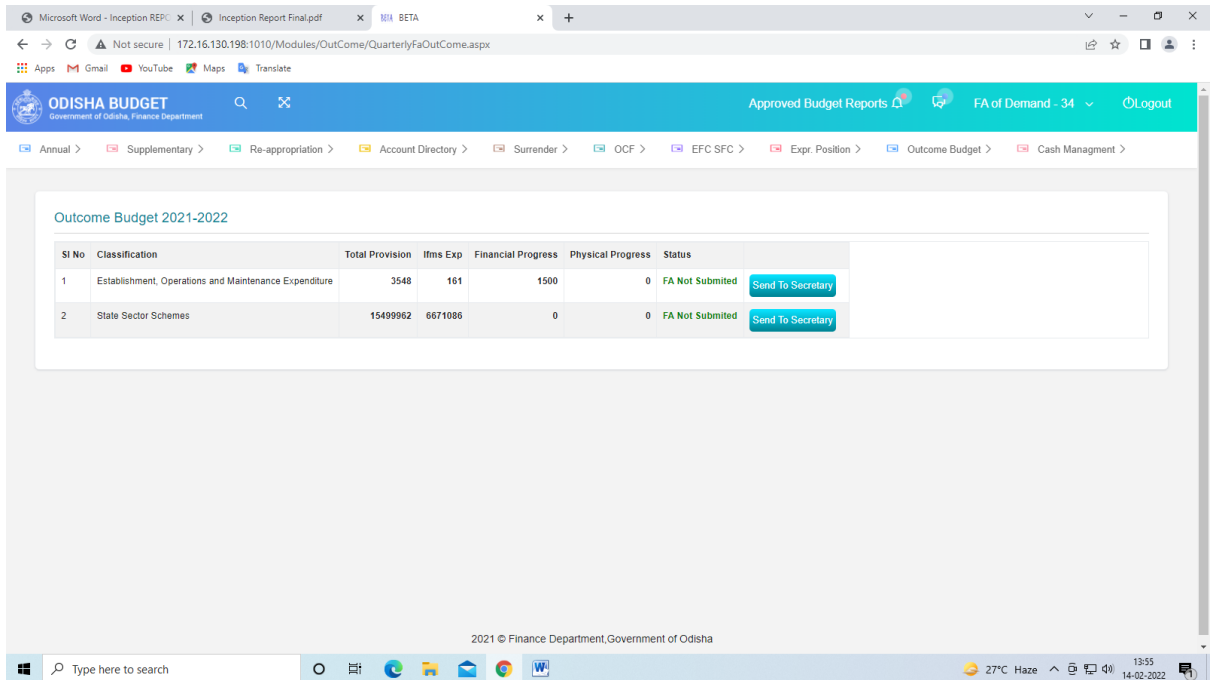 Microsoft Word - Inception REPO
Inception Report Final.pdf
BETA BETA
Not secure | 172.16.130.198:1010/Modules/OutCome/QuarterlyFaOutCome.aspx
Apps Gmail YouTube Maps Translate
ODISHA BUDGET
Government of Odisha, Finance Department
Approved Budget Reports FA of Demand - 34 Logout
Annual > Supplementary > Re-appropriation > Account Directory > Surrender > OCF > EFC SFC > Expr. Position > Outcome Budget > Cash Managment >
Outcome Budget 2021-2022
Sl No Classification Total Provision Ifms Exp Financial Progress Physical Progress Status
1 Establishment, Operations and Maintenance Expenditure 3548 161 1500 0 FA Not Submited Send To Secretary
2 State Sector Schemes 15499962 6671086 0 0 FA Not Submited Send To Secretary
2021 © Finance Department,Government of Odisha
Type here to search
27°C Haze
13:55
14-02-2022